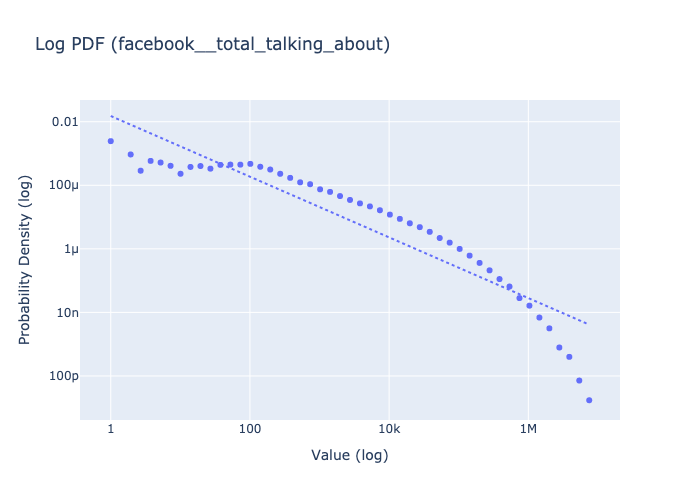 Log PDF (facebook__total_talking_about)
Probability Density (log)
0.01
100μ
1μ
10n
100p
1
100
10k
1M
Value (log)